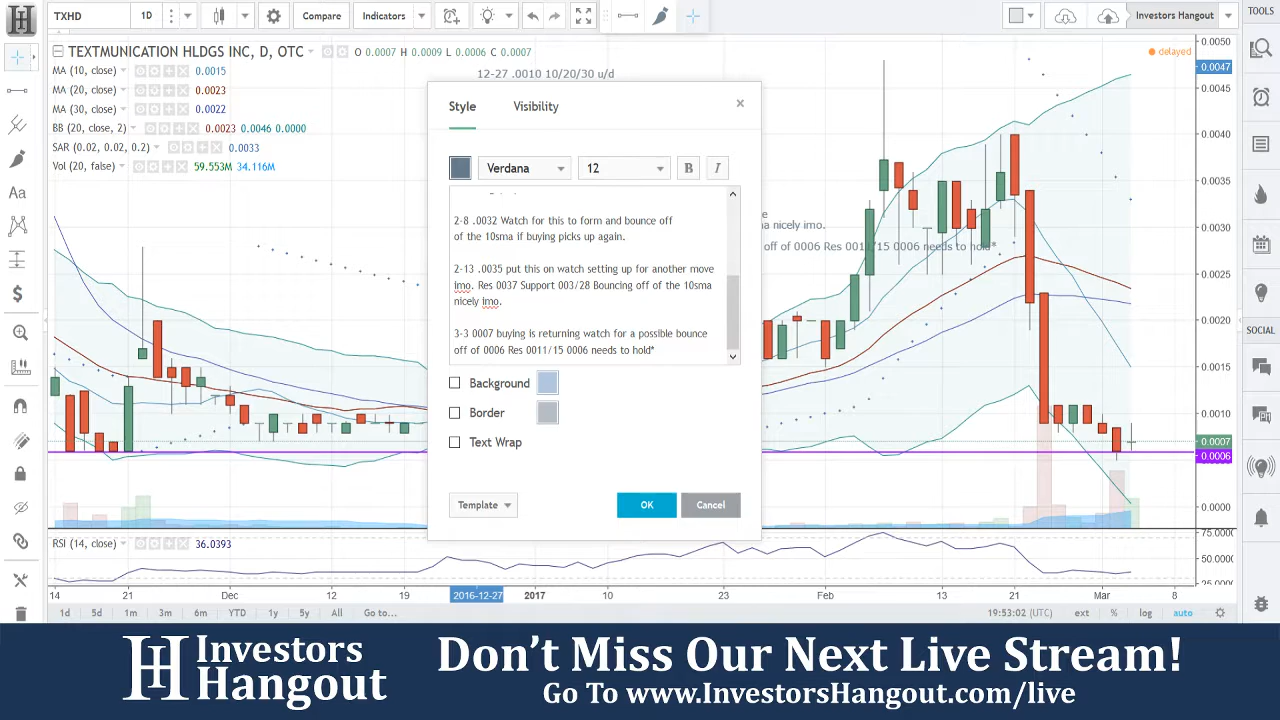 TXHD 1D Compare Indicators Investors Hangout TOOLS
TEXTMUNICATION HLDGS INC, D, OTC O 0.0007 H 0.0009 L 0.0006 C 0.0007
delayed
12-27 .0010 10/20/30 u/d
MA (10, close) 0.0015
MA (20, close) 0.0023
MA (30, close) 0.0022
BB (20, close, 2) 0.0023 0.0046 0.0000
SAR (0.02, 0.02, 0.2) 0.0033
Vol (20, false) 59.553M 34.116M
Style Visibility
Verdana 12 B I
2-8 .0032 Watch for this to form and bounce off
of the 10sma if buying picks up again.
2-13 .0035 put this on watch setting up for another move
imo. Res 0037 Support 003/28 Bouncing off of the 10sma
nicely imo.
3-3 0007 buying is returning watch for a possible bounce
off of 0006 Res 0011/15 0006 needs to hold*
Background
Border
Text Wrap
Template OK Cancel
e
a nicely imo.
off of 0006 Res 0011/15 0006 needs to hold*
0.0050
0.0047
0.0045
0.0040
0.0035
0.0030
0.0025
0.0020
0.0015
0.0010
0.0007
0.0006
0.0000
SOCIAL
RSI (14, close) 36.0393
75.0000
50.0000
25.0000
14 21 Dec 12 19 2016-12-27 2017 10 23 Feb 13 21 Mar 8
1d 5d 1m 3m 6m YTD 1y 5y All Go to... 19:53:02 (UTC) ext % log auto
Investors
Hangout
Don't Miss Our Next Live Stream!
Go To www.InvestorsHangout.com/live